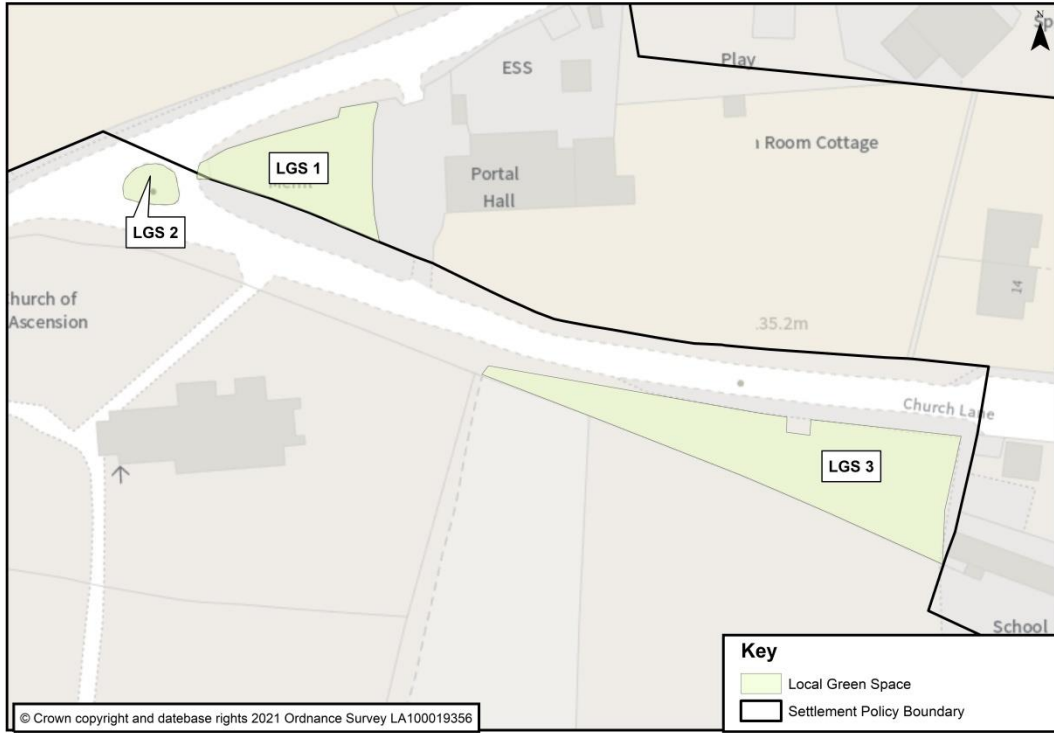 N
Sp
ESS
Play
LGS 1
Room Cottage
Portal
Hall
LGS 2
hurch of
Ascension
14
35.2m
Church Lane
LGS 3
School
Key
Local Green Space
Settlement Policy Boundary
© Crown copyright and datebase rights 2021 Ordnance Survey LA100019356